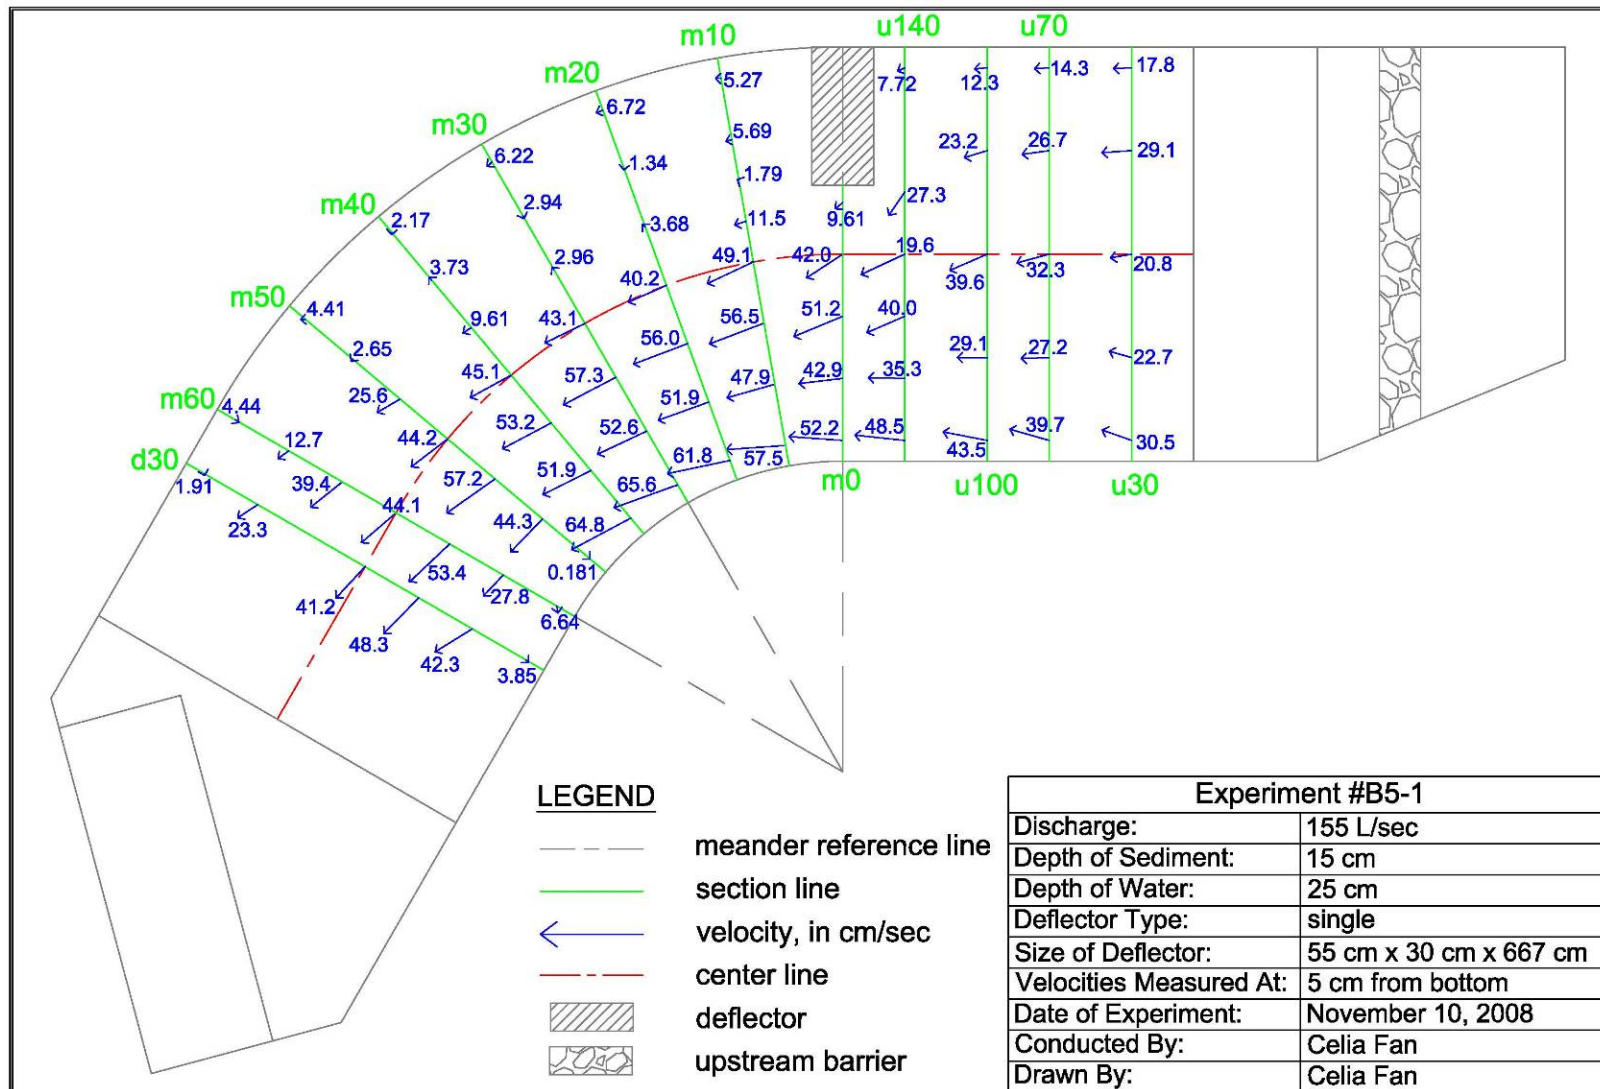 u140 u70
m10
m20
m30
m40
m50
m60
d30
m0
u100
u30
5.27
5.69
1.79
11.5
49.1
56.5
47.9
57.5
6.72
1.34
3.68
40.2
56.0
51.9
61.8
6.22
2.94
2.96
43.1
57.3
52.6
65.6
2.17
3.73
9.61
45.1
53.2
51.9
64.8
4.41
2.65
25.6
44.2
57.2
44.3
0.181
4.44
12.7
39.4
44.1
53.4
27.8
6.64
1.91
23.3
41.2
48.3
42.3
3.85
9.61
42.0
51.2
42.9
52.2
7.72
27.3
19.6
40.0
35.3
48.5
12.3
23.2
39.6
29.1
43.5
14.3
26.7
32.3
27.2
39.7
17.8
29.1
20.8
22.7
30.5
LEGEND
meander reference line
section line
velocity, in cm/sec
center line
deflector
upstream barrier
Experiment #B5-1
Discharge: 155 L/sec
Depth of Sediment: 15 cm
Depth of Water: 25 cm
Deflector Type: single
Size of Deflector: 55 cm x 30 cm x 667 cm
Velocities Measured At: 5 cm from bottom
Date of Experiment: November 10, 2008
Conducted By: Celia Fan
Drawn By: Celia Fan